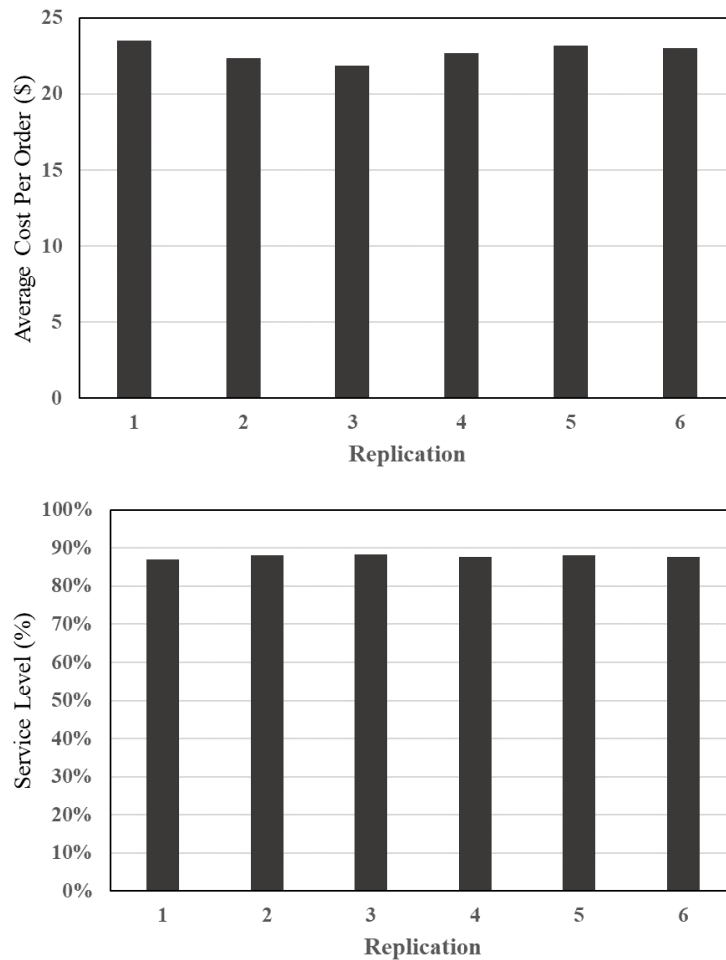 Average Cost Per Order ($)
25
20
15
10
5
0
1 2 3 4 5 6
Replication
Service Level (%)
100%
90%
80%
70%
60%
50%
40%
30%
20%
10%
0%
1 2 3 4 5 6
Replication